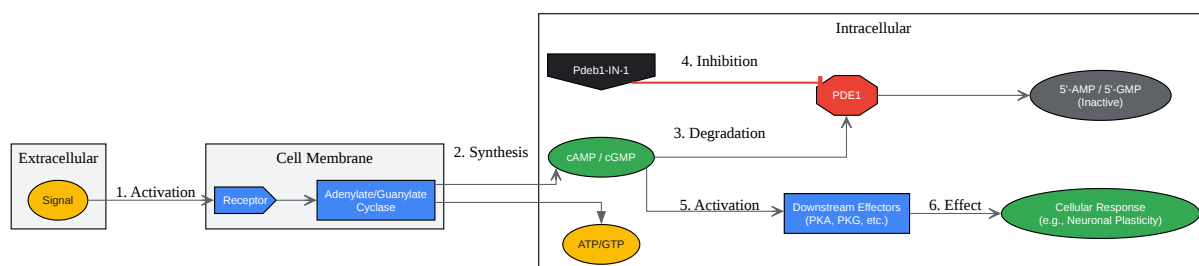 Intracellular
Pdeb1-IN-1
4. Inhibition
PDE1
5'-AMP / 5'-GMP
(Inactive)
Extracellular
Cell Membrane
2. Synthesis
3. Degradation
cAMP / cGMP
Signal
1. Activation
Receptor
Adenylate/Guanylate
Cyclase
5. Activation
Downstream Effectors
(PKA, PKG, etc.)
6. Effect
Cellular Response
(e.g., Neuronal Plasticity)
ATP/GTP